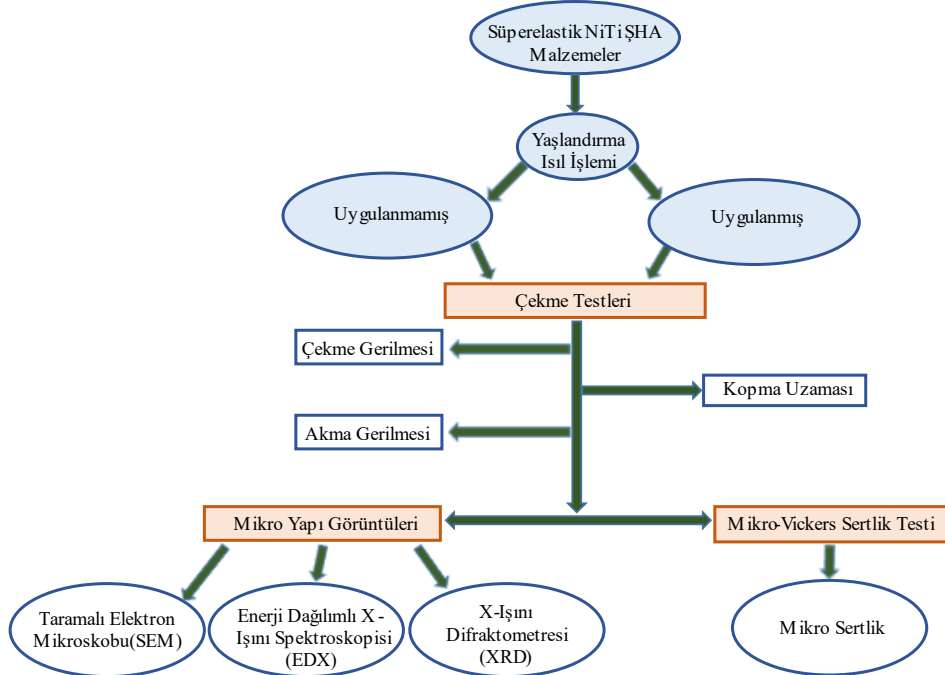 Süperelastik NiTi ŞHA
Malzemeler
Yaşlandırma
Isıl İşlemi
Uygulanmamış
Uygulanmış
Çekme Testleri
Çekme Gerilmesi
Kopma Uzaması
Akma Gerilmesi
Mikro Yapı Görüntüleri
Mikro-Vickers Sertlik Testi
Taramalı Elektron
Mikroskobu(SEM)
Enerji Dağılımlı X-
Işını Spektroskopisi
(EDX)
X-Işını
Difraktometresi
(XRD)
Mikro Sertlik